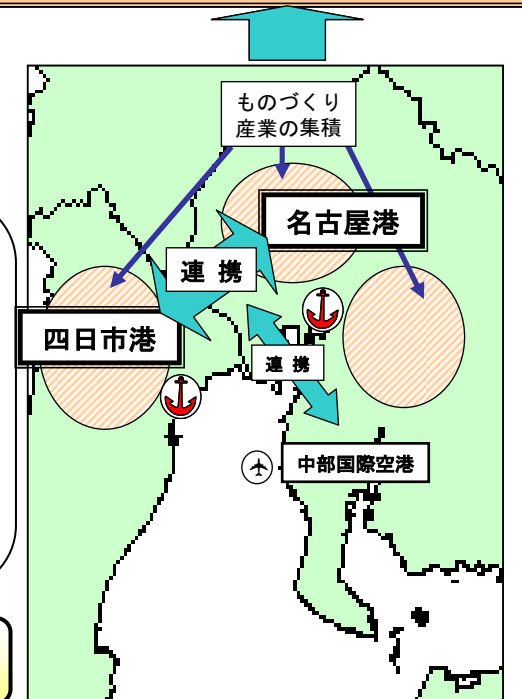 ものづくり
産業の集積
名古屋港
連携
四日市港
連携
中部国際空港